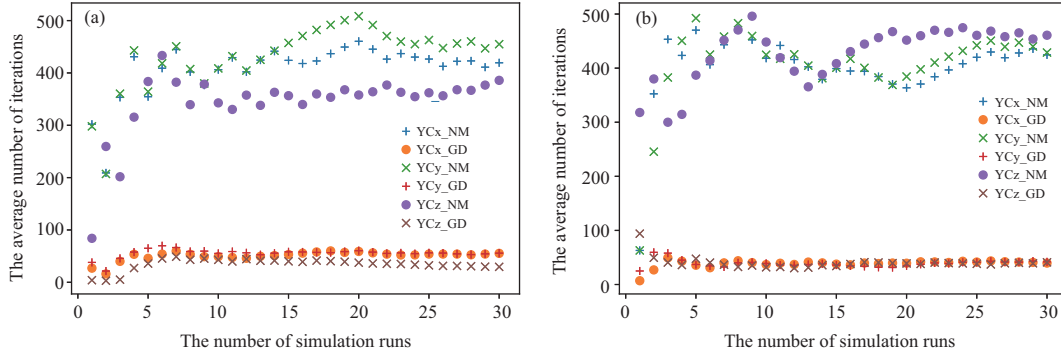 (a)
The average number of iterations
500
400
300
200
100
0
YCx_NM
YCx_GD
YCy_NM
YCy_GD
YCz_NM
YCz_GD
0 5 10 15 20 25 30
The number of simulation runs
(b)
The average number of iterations
500
400
300
200
100
0
YCx_NM
YCx_GD
YCy_NM
YCy_GD
YCz_NM
YCz_GD
0 5 10 15 20 25 30
The number of simulation runs